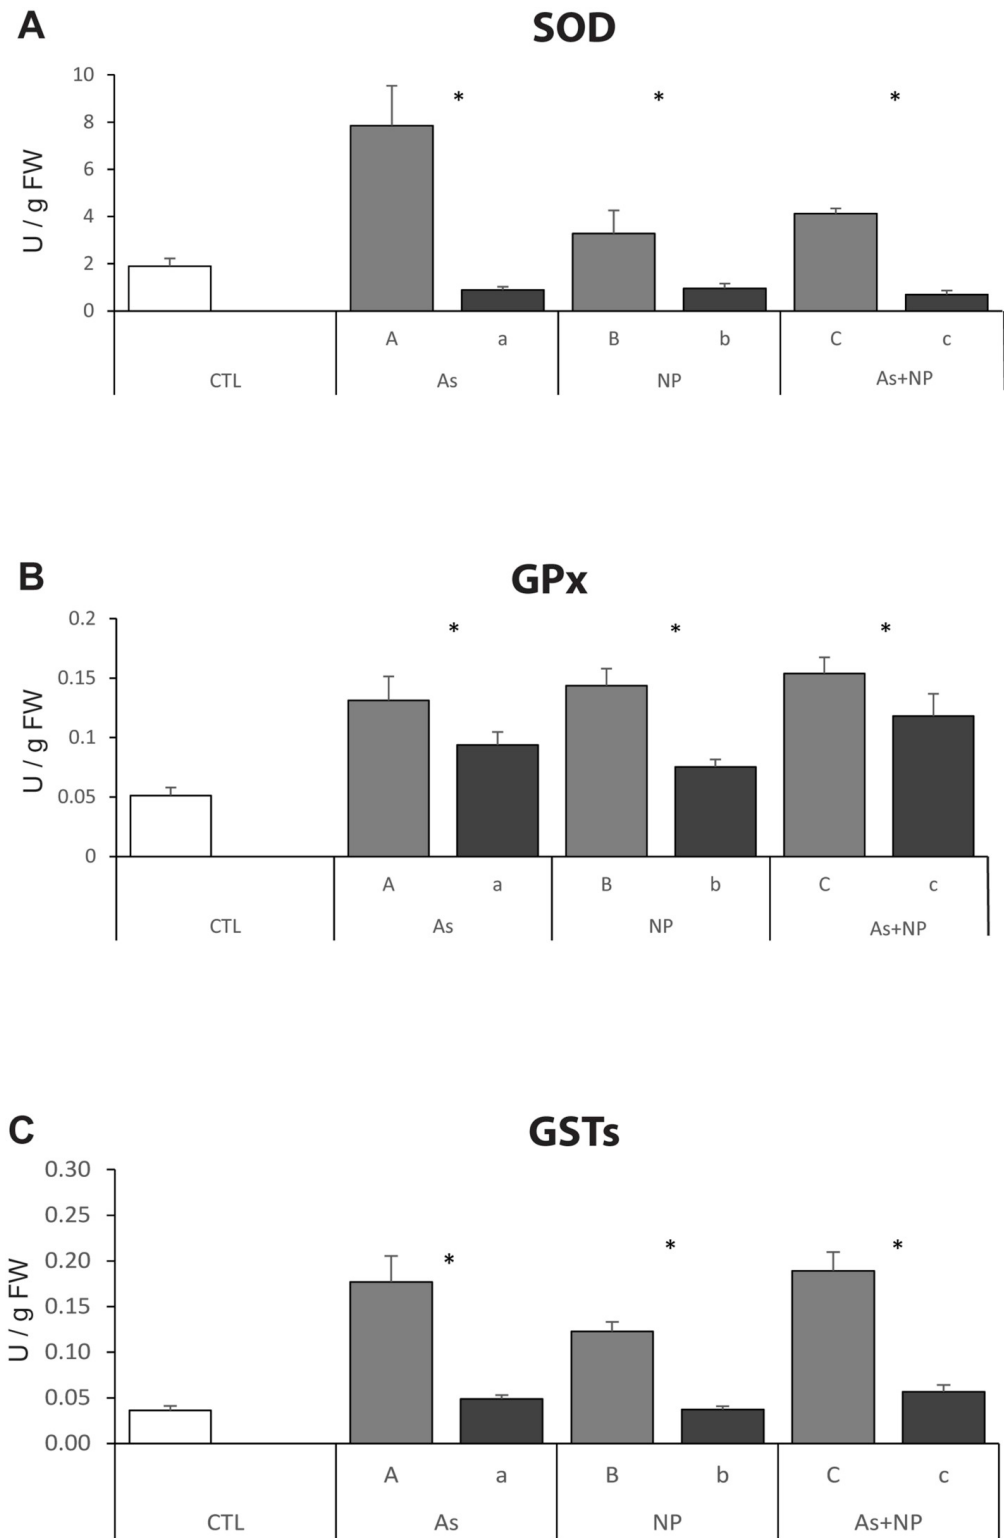 A
SOD
10
8
6
4
2
0
U / g FW
* * *
A a B b C c
CTL As NP As+NP
B
GPx
0.2
0.15
0.1
0.05
0
U / g FW
* * *
A a B b C c
CTL As NP As+NP
C
GSTs
0.30
0.25
0.20
0.15
0.10
0.05
0.00
U / g FW
* * *
A a B b C c
CTL As NP As+NP